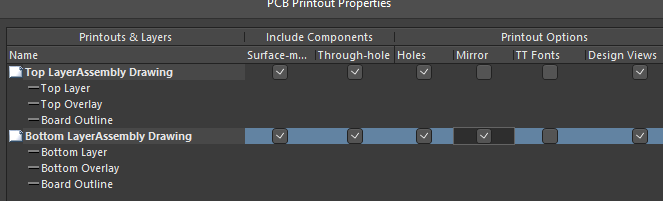 PCB Printout Properties
Printouts & Layers Include Components Printout Options
Name Surface-m... Through-hole Holes Mirror TT Fonts Design Views
Top LayerAssembly Drawing
Top Layer
Top Overlay
Board Outline
Bottom LayerAssembly Drawing
Bottom Layer
Bottom Overlay
Board Outline